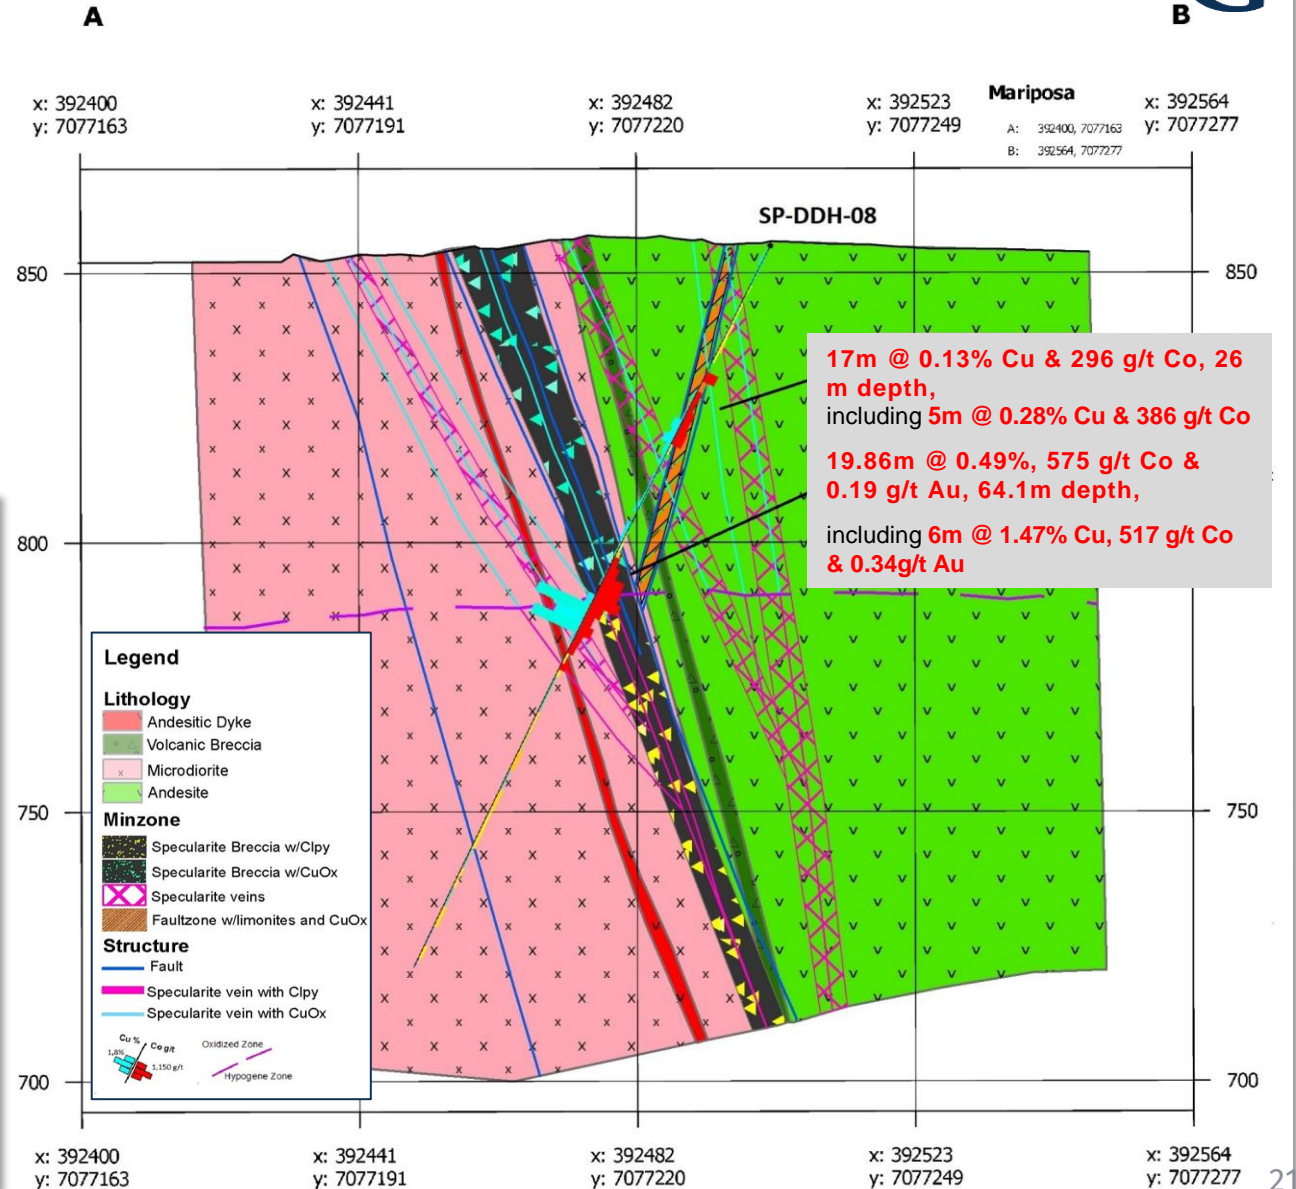 A
B
x: 392400
y: 7077163
x: 392441
y: 7077191
x: 392482
y: 7077220
x: 392523
y: 7077249
x: 392564
y: 7077277
Mariposa
A: 392400, 7077163
B: 392564, 7077277
SP-DDH-08
850
850
17m @ 0.13% Cu & 296 g/t Co, 26
m depth,
including 5m @ 0.28% Cu & 386 g/t Co
19.86m @ 0.49%, 575 g/t Co &
0.19 g/t Au, 64.1m depth,
including 6m @ 1.47% Cu, 517 g/t Co
& 0.34g/t Au
800
750
750
700
700
Legend
Lithology
Andesitic Dyke
Volcanic Breccia
Microdiorite
Andesite
Minzone
Specularite Breccia w/Clpy
Specularite Breccia w/CuOx
Specularite veins
Faultzone w/limonites and CuOx
Structure
Fault
Specularite vein with Clpy
Specularite vein with CuOx
Cu %
Co g/t
1,8%
1,150 g/t
Oxidized Zone
Hypogene Zone
x: 392400
y: 7077163
x: 392441
y: 7077191
x: 392482
y: 7077220
x: 392523
y: 7077249
x: 392564
y: 7077277
21